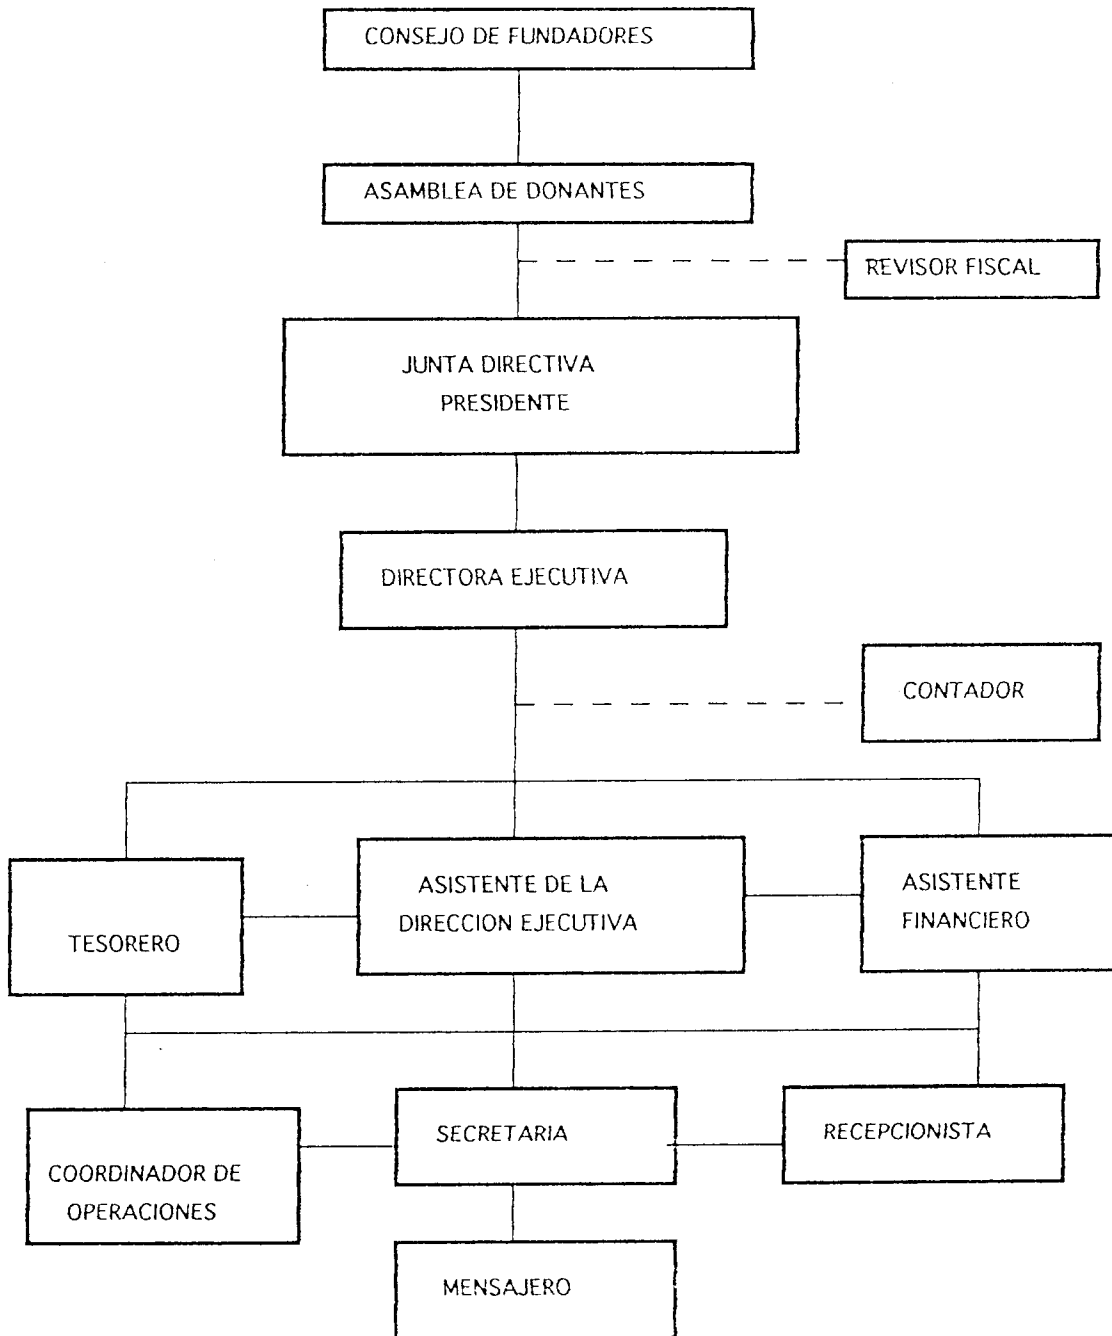 CONSEJO DE FUNDADORES
ASAMBLEA DE DONANTES
REVISOR FISCAL
JUNTA DIRECTIVA
PRESIDENTE
DIRECTORA EJECUTIVA
CONTADOR
TESORERO
ASISTENTE DE LA
DIRECCION EJECUTIVA
ASISTENTE
FINANCIERO
COORDINADOR DE
OPERACIONES
SECRETARIA
RECEPCIONISTA
MENSAJERO